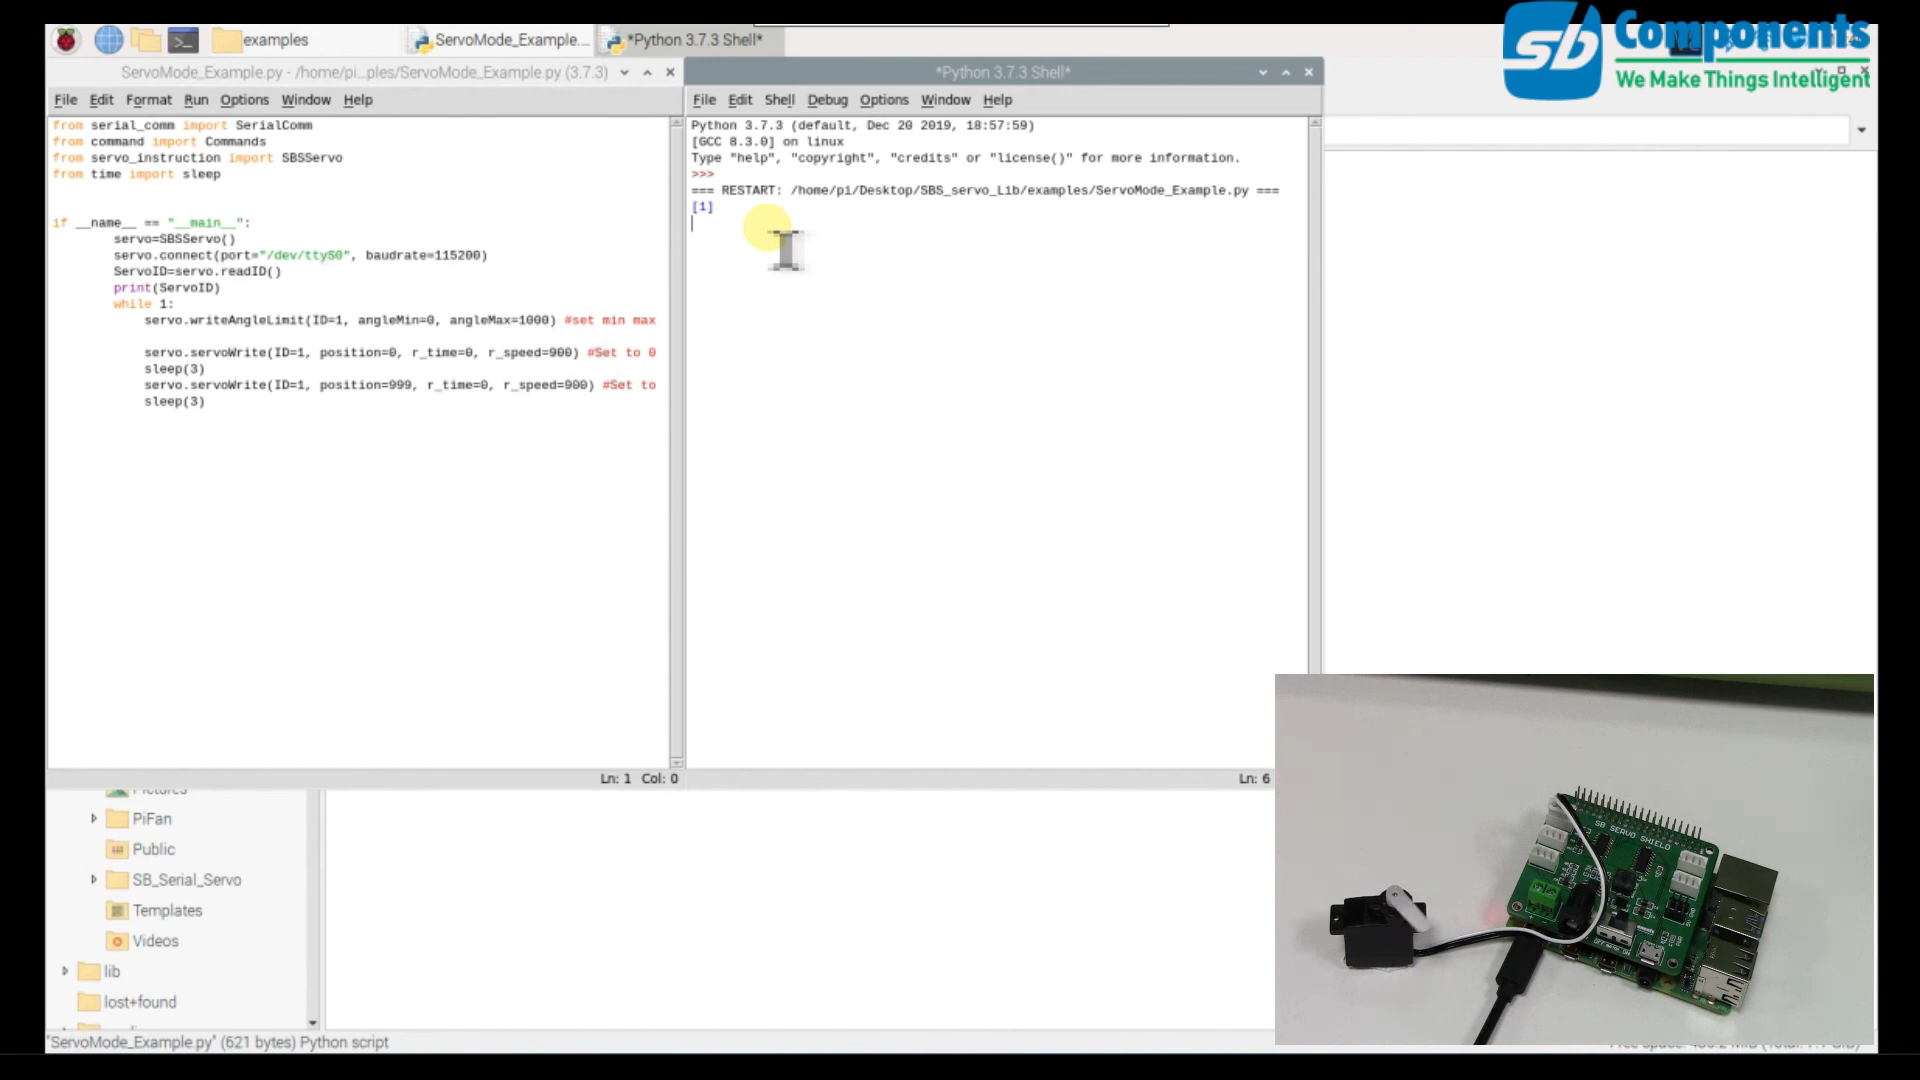 Components
We Make Things Intelligent
examples
ServoMode_Example...
*Python 3.7.3 Shell*
ServoMode_Example.py - /home/pi...ples/ServoMode_Example.py (3.7.3)
File Edit Format Run Options Window Help
from serial_comm import SerialComm
from command import Commands
from servo_instruction import SBSServo
from time import sleep
if __name__ == "__main__":
servo=SBSServo()
servo.connect(port="/dev/ttyS0", baudrate=115200)
ServoID=servo.readID()
print(ServoID)
while 1:
servo.writeAngleLimit(ID=1, angleMin=0, angleMax=1000) #set min max
servo.servoWrite(ID=1, position=0, r_time=0, r_speed=900) #Set to 0
sleep(3)
servo.servoWrite(ID=1, position=999, r_time=0, r_speed=900) #Set to
sleep(3)
Ln: 1 Col: 0
*Python 3.7.3 Shell*
File Edit Shell Debug Options Window Help
Python 3.7.3 (default, Dec 20 2019, 18:57:59)
[GCC 8.3.0] on linux
Type "help", "copyright", "credits" or "license()" for more information.
>>>
=== RESTART: /home/pi/Desktop/SBS_servo_Lib/examples/ServoMode_Example.py ===
[1]
Ln: 6
Pictures
PiFan
Public
SB_Serial_Servo
Templates
Videos
lib
lost+found
"ServoMode_Example.py" (621 bytes) Python script
SB SERVO SHIELD